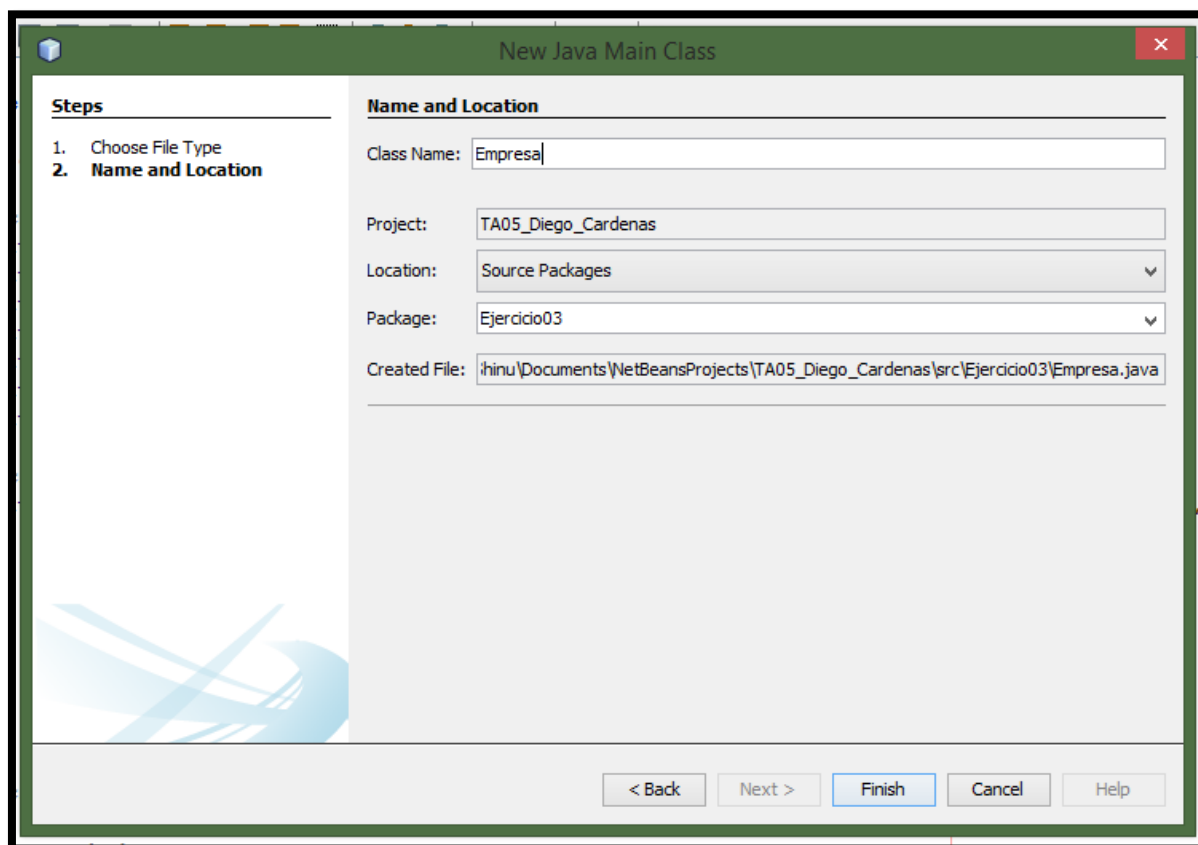 New Java Main Class
Steps
1. Choose File Type
2. Name and Location
Name and Location
Class Name: Empresa
Project: TA05_Diego_Cardenas
Location: Source Packages
Package: Ejercicio03
Created File: hinu\Documents\NetBeansProjects\TA05_Diego_Cardenas\src\Ejercicio03\Empresa.java
< Back Next > Finish Cancel Help